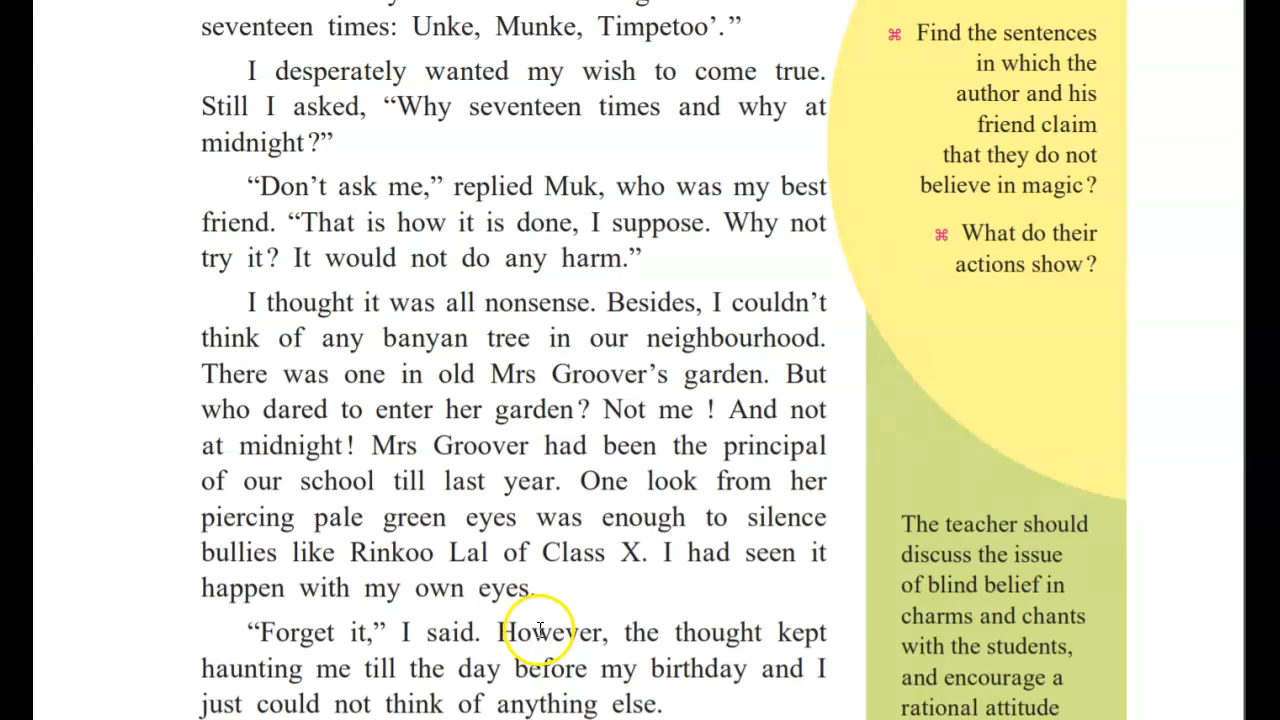 seventeen times: Unke, Munke, Timpetoo’.”
I desperately wanted my wish to come true.
Still I asked, “Why seventeen times and why at
midnight?”
“Don’t ask me,” replied Muk, who was my best
friend. “That is how it is done, I suppose. Why not
try it? It would not do any harm.”
I thought it was all nonsense. Besides, I couldn’t
think of any banyan tree in our neighbourhood.
There was one in old Mrs Groover’s garden. But
who dared to enter her garden? Not me ! And not
at midnight! Mrs Groover had been the principal
of our school till last year. One look from her
piercing pale green eyes was enough to silence
bullies like Rinkoo Lal of Class X. I had seen it
happen with my own eyes.
“Forget it,” I said. However, the thought kept
haunting me till the day before my birthday and I
just could not think of anything else.
⌘ Find the sentences
in which the
author and his
friend claim
that they do not
believe in magic?
⌘ What do their
actions show?
The teacher should
discuss the issue
of blind belief in
charms and chants
with the students,
and encourage a
rational attitude